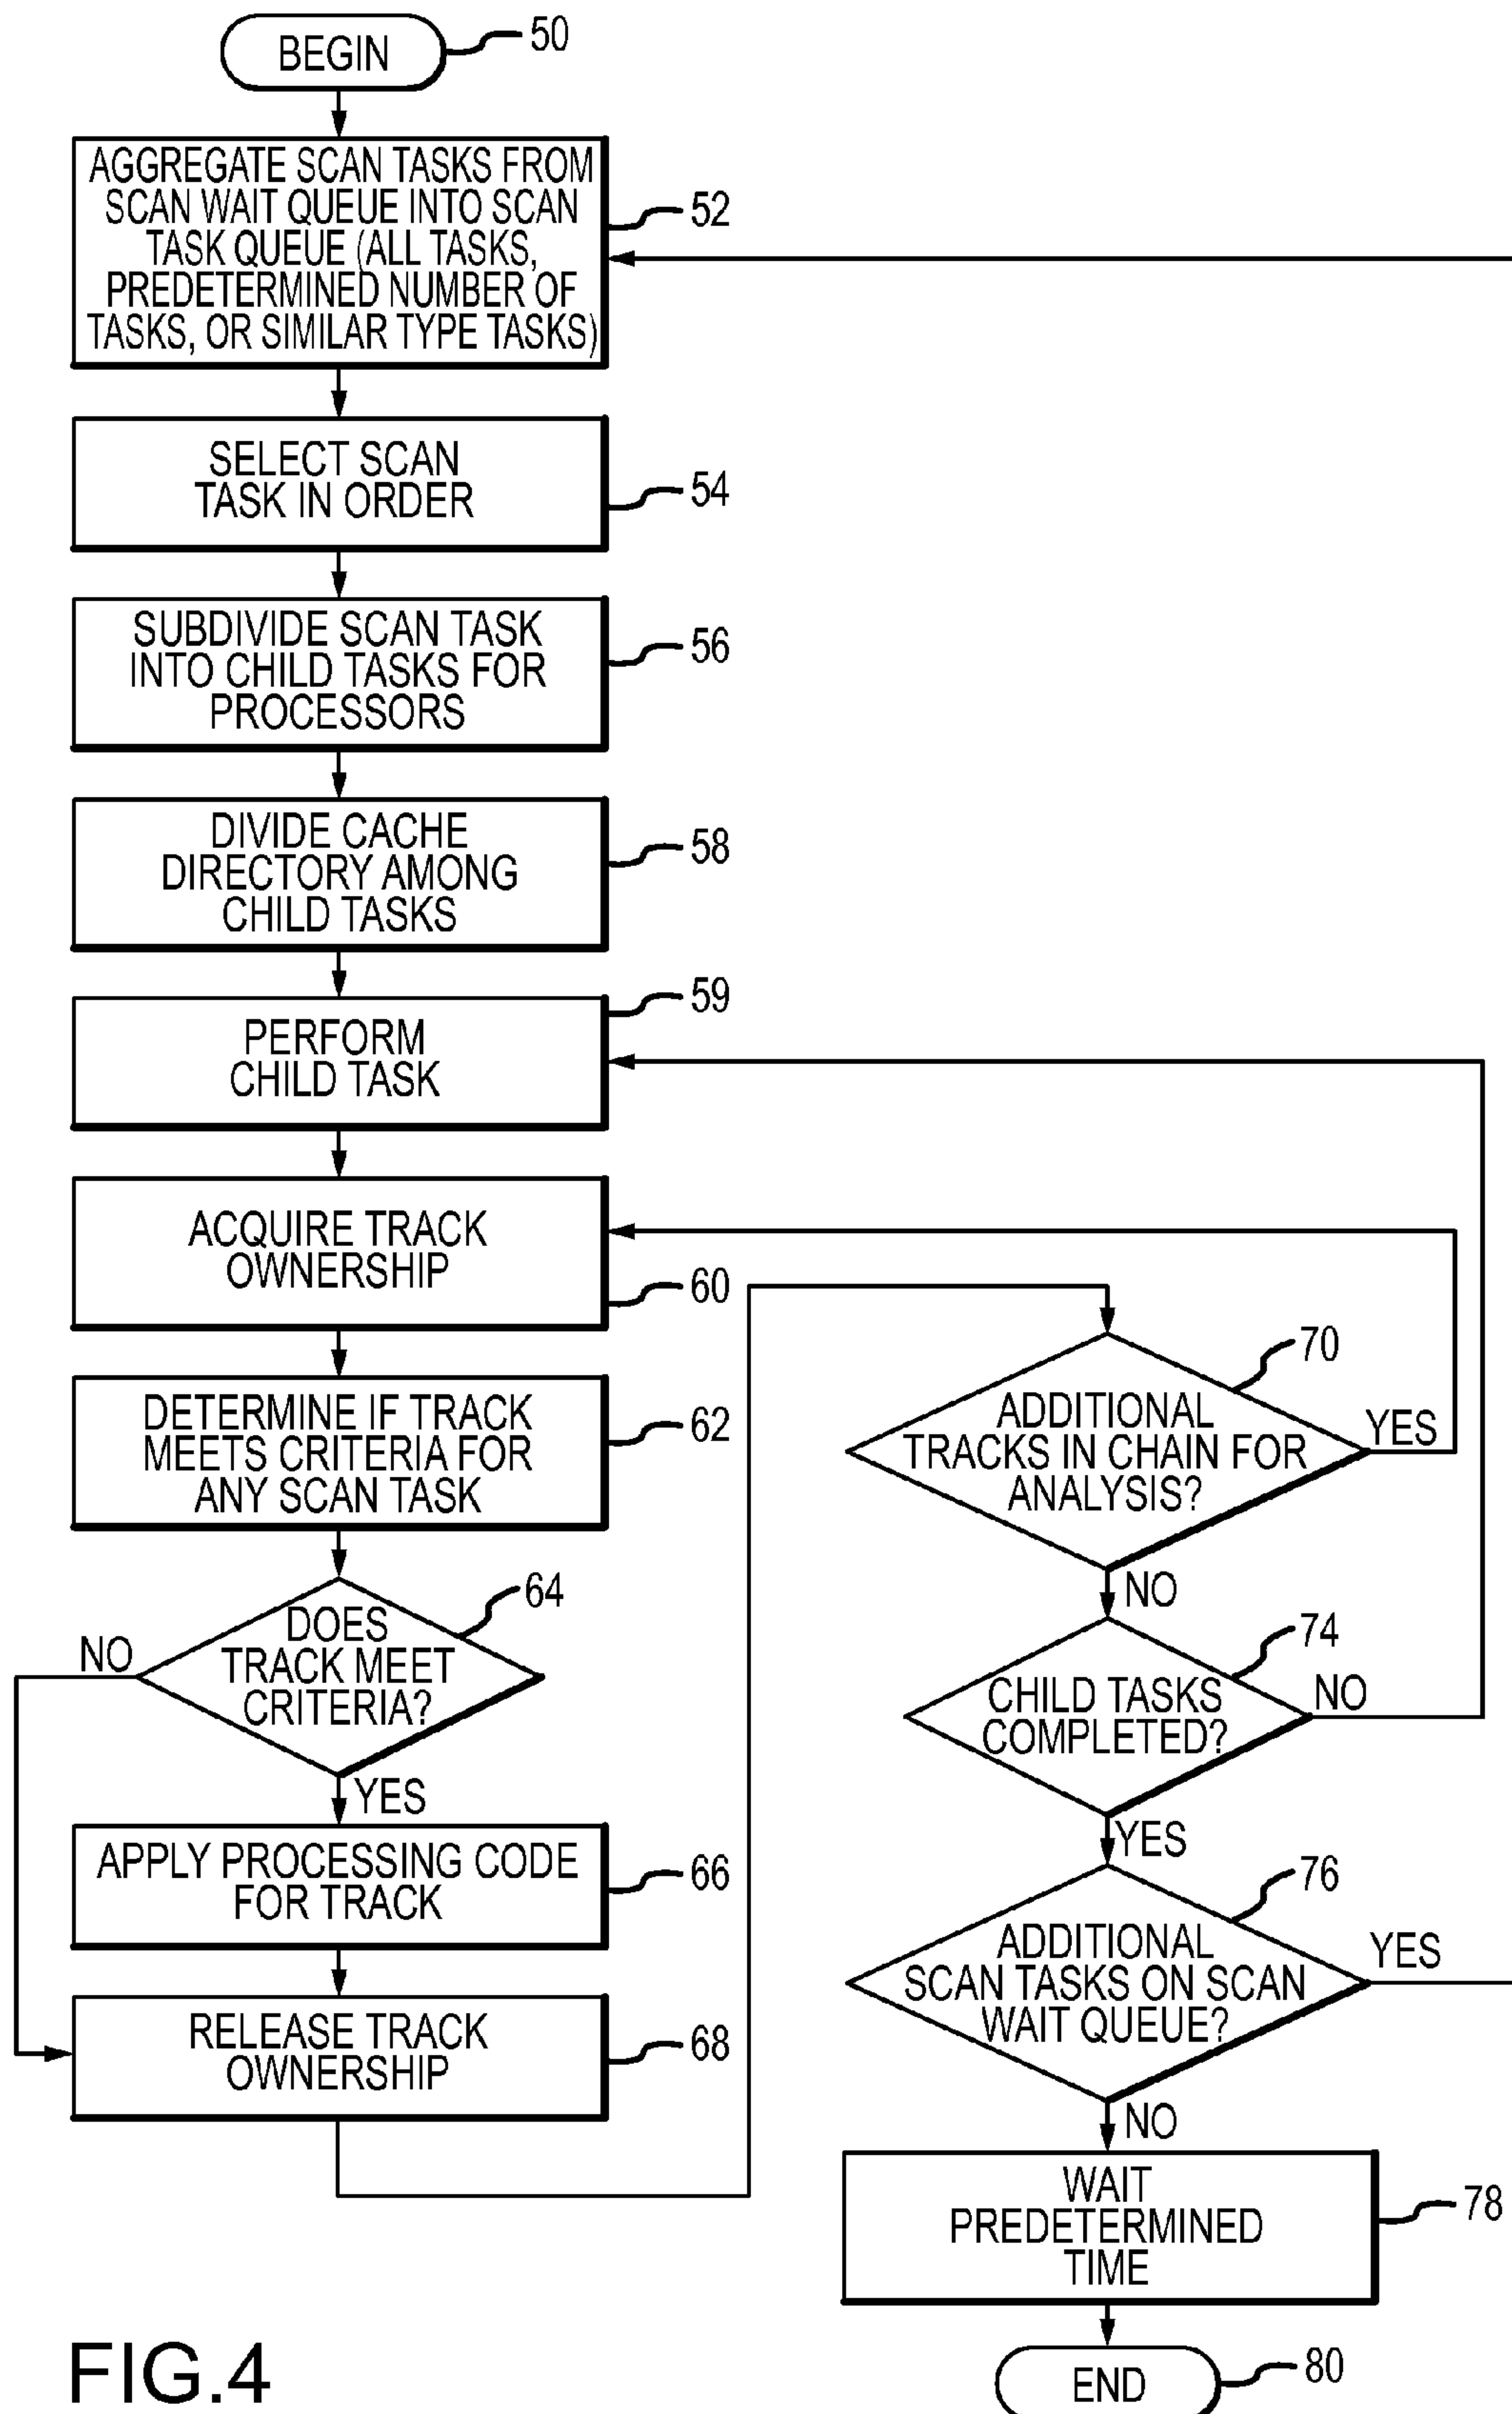 BEGIN
50
AGGREGATE SCAN TASKS FROM
SCAN WAIT QUEUE INTO SCAN
TASK QUEUE (ALL TASKS,
PREDETERMINED NUMBER OF
TASKS, OR SIMILAR TYPE TASKS)
52
SELECT SCAN
TASK IN ORDER
54
SUBDIVIDE SCAN TASK
INTO CHILD TASKS FOR
PROCESSORS
56
DIVIDE CACHE
DIRECTORY AMONG
CHILD TASKS
58
PERFORM
CHILD TASK
59
ACQUIRE TRACK
OWNERSHIP
60
DETERMINE IF TRACK
MEETS CRITERIA FOR
ANY SCAN TASK
62
DOES
TRACK MEET
CRITERIA?
64
NO
YES
APPLY PROCESSING CODE
FOR TRACK
66
RELEASE TRACK
OWNERSHIP
68
ADDITIONAL
TRACKS IN CHAIN FOR
ANALYSIS?
70
YES
NO
CHILD TASKS
COMPLETED?
74
NO
YES
ADDITIONAL
SCAN TASKS ON SCAN
WAIT QUEUE?
76
YES
NO
WAIT
PREDETERMINED
TIME
78
END
80
FIG.4